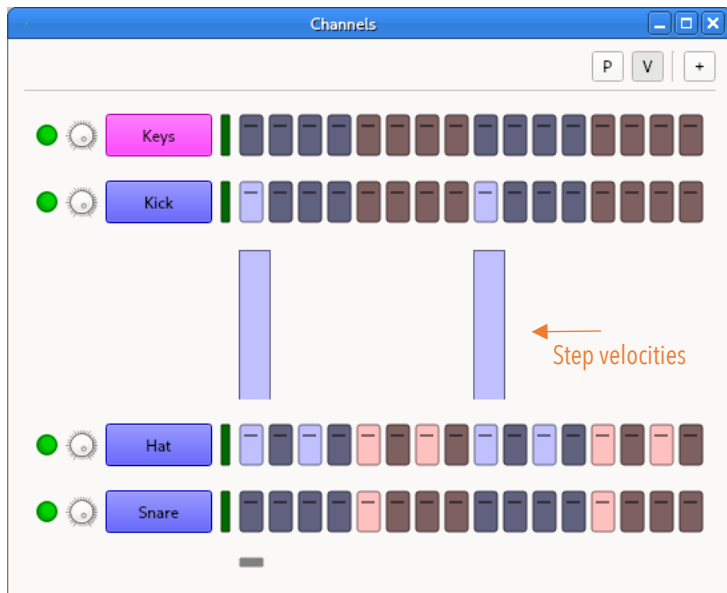 Channels
P V +
Keys
Kick
Step velocities
Hat
Snare